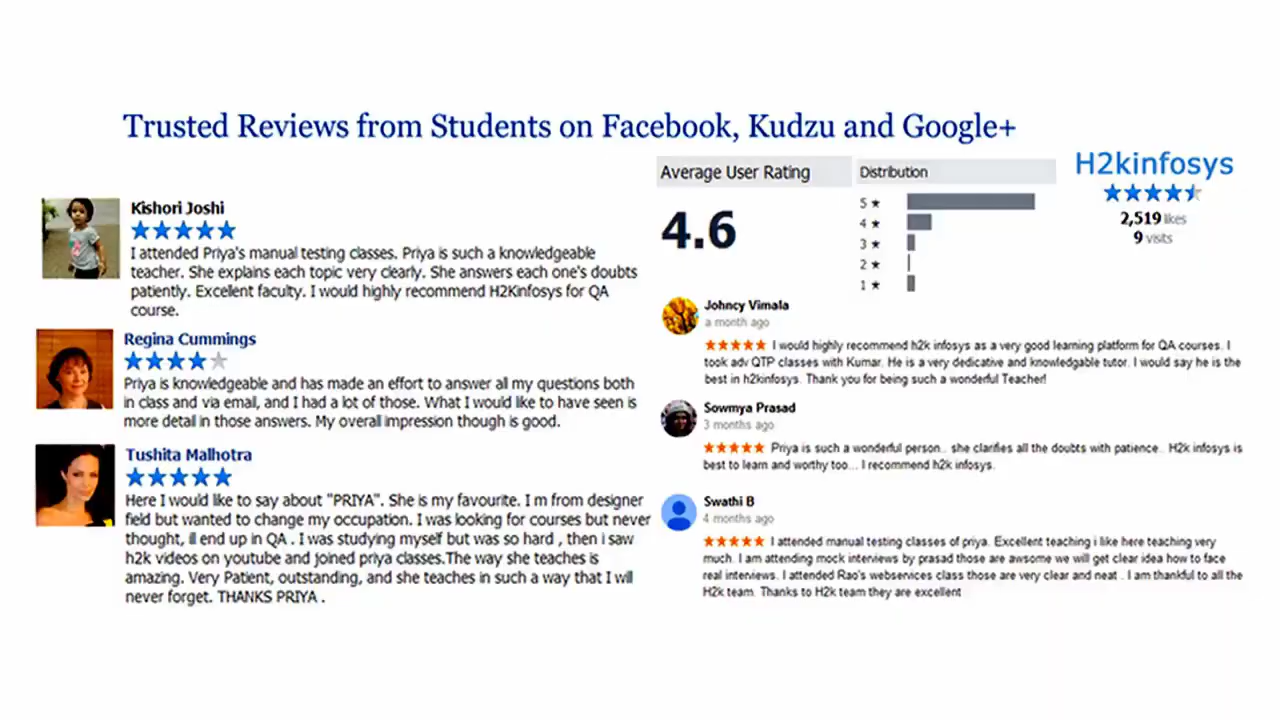 Trusted Reviews from Students on Facebook, Kudzu and Google+
Kishori Joshi
I attended Priya's manual testing classes. Priya is such a knowledgeable
teacher. She explains each topic very clearly. She answers each one's doubts
patiently. Excellent faculty. I would highly recommend H2Kinfosys for QA
course.
Regina Cummings
Priya is knowledgeable and has made an effort to answer all my questions both
in class and via email, and I had a lot of those. What I would like to have seen is
more detail in those answers. My overall impression though is good.
Tushita Malhotra
Here I would like to say about "PRIYA". She is my favourite. I m from designer
field but wanted to change my occupation. I was looking for courses but never
thought, ill end up in QA . I was studying myself but was so hard , then i saw
h2k videos on youtube and joined priya classes.The way she teaches is
amazing. Very Patient, outstanding, and she teaches in such a way that I will
never forget. THANKS PRIYA .
Average User Rating
4.6
Distribution
5 ★
4 ★
3 ★
2 ★
1 ★
H2kinfosys
2,519 likes
9 visits
Johncy Vimala
a month ago
★★★★★ I would highly recommend h2k infosys as a very good learning platform for QA courses. I
took adv QTP classes with Kumar. He is a very dedicative and knowledgable tutor. I would say he is the
best in h2kinfosys. Thank you for being such a wonderful Teacher!
Sowmya Prasad
3 months ago
★★★★★ Priya is such a wonderful person.. she clarifies all the doubts with patience.. H2k infosys is
best to learn and worthy too... I recommend h2k infosys.
Swathi B
4 months ago
★★★★★ I attended manual testing classes of priya. Excellent teaching i like here teaching very
much. I am attending mock interviews by prasad those are awsome we will get clear idea how to face
real interviews. I attended Rao's webservices class those are very clear and neat . I am thankful to all the
H2k team. Thanks to H2k team they are excellent